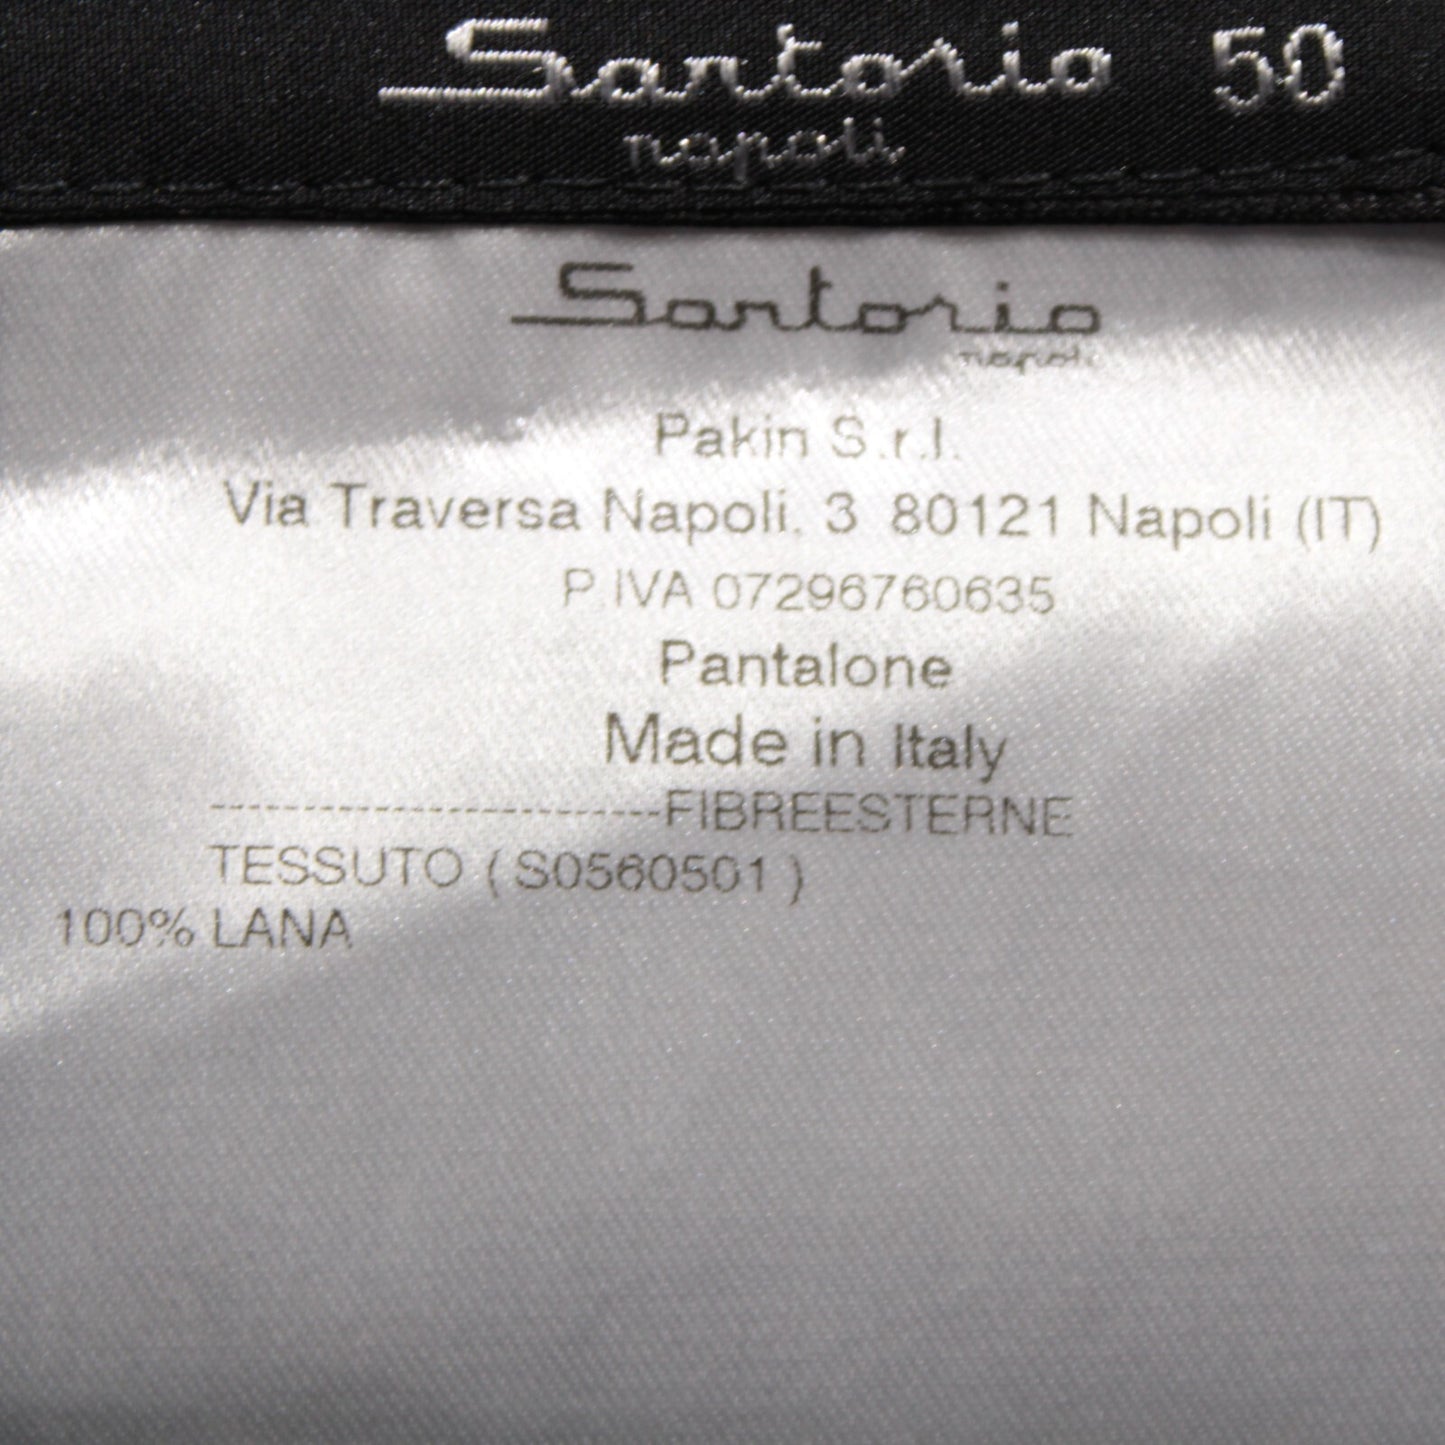 Sartorio 50
napoli
Sartorio
napoli
Pakin S.r.l.
Via Traversa Napoli. 3 80121 Napoli (IT)
P.IVA 07296760635
Pantalone
Made in Italy
-------------------------FIBREESTERNE
TESSUTO ( S0560501 )
100% LANA